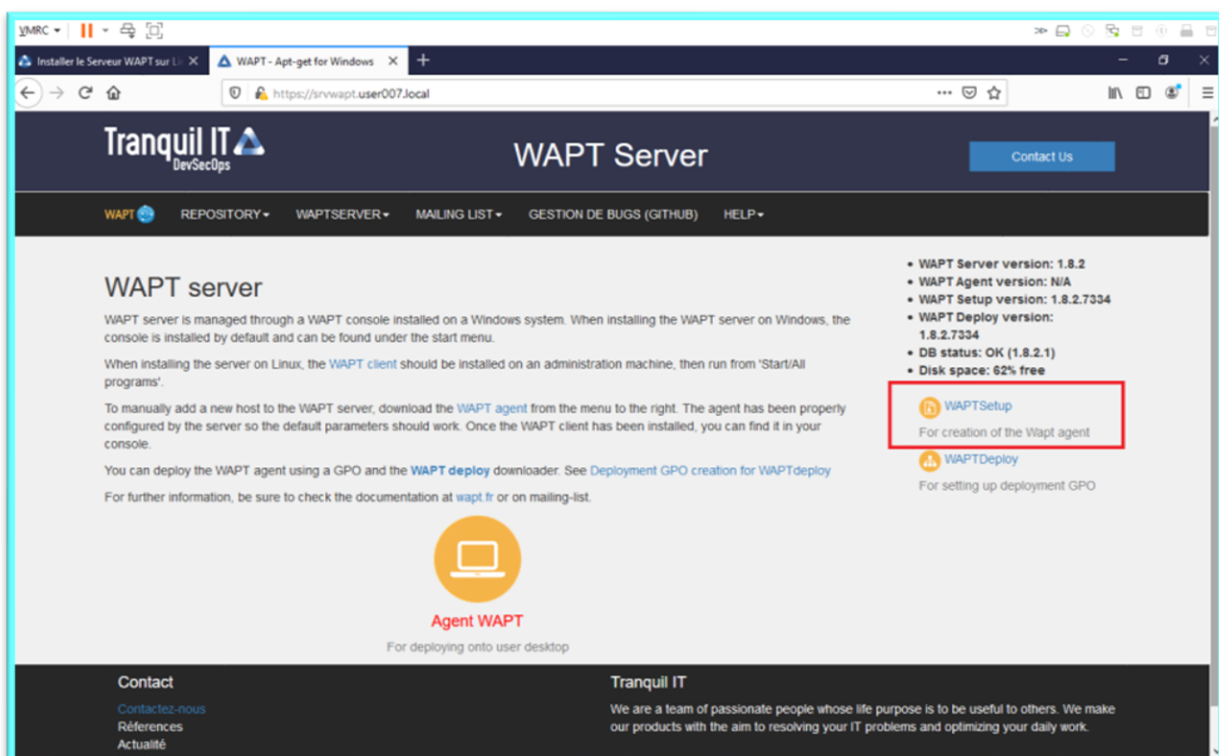 VMRC
Installer le Serveur WAPT sur Li
WAPT - Apt-get for Windows
https://srvwapt.user007.local
Tranquil IT
DevSecOps
WAPT Server
Contact Us
WAPT
REPOSITORY
WAPTSERVER
MAILING LIST
GESTION DE BUGS (GITHUB)
HELP
WAPT server
WAPT server is managed through a WAPT console installed on a Windows system. When installing the WAPT server on Windows, the
console is installed by default and can be found under the start menu.
When installing the server on Linux, the WAPT client should be installed on an administration machine, then run from 'Start/All
programs'.
To manually add a new host to the WAPT server, download the WAPT agent from the menu to the right. The agent has been properly
configured by the server so the default parameters should work. Once the WAPT client has been installed, you can find it in your
console.
You can deploy the WAPT agent using a GPO and the WAPT deploy downloader. See Deployment GPO creation for WAPTdeploy
For further information, be sure to check the documentation at wapt.fr or on mailing-list.
Agent WAPT
For deploying onto user desktop
• WAPT Server version: 1.8.2
• WAPT Agent version: N/A
• WAPT Setup version: 1.8.2.7334
• WAPT Deploy version:
1.8.2.7334
• DB status: OK (1.8.2.1)
• Disk space: 62% free
WAPTSetup
For creation of the Wapt agent
WAPTDeploy
For setting up deployment GPO
Contact
Contactez-nous
Réferences
Actualité
Tranquil IT
We are a team of passionate people whose life purpose is to be useful to others. We make
our products with the aim to resolving your IT problems and optimizing your daily work.